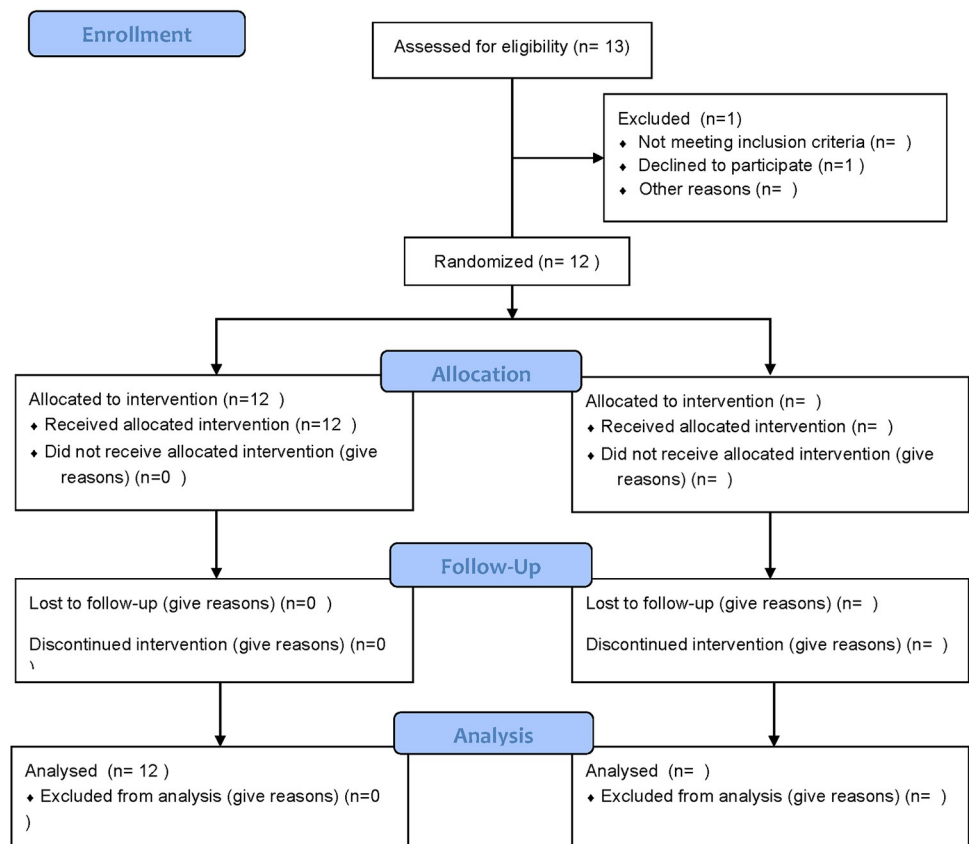 Enrollment
Assessed for eligibility (n= 13)
Excluded (n=1)
♦ Not meeting inclusion criteria (n= )
♦ Declined to participate (n=1 )
♦ Other reasons (n= )
Randomized (n= 12 )
Allocation
Allocated to intervention (n=12 )
♦ Received allocated intervention (n=12 )
♦ Did not receive allocated intervention (give
reasons) (n=0 )
Allocated to intervention (n= )
♦ Received allocated intervention (n= )
♦ Did not receive allocated intervention (give
reasons) (n= )
Follow-Up
Lost to follow-up (give reasons) (n=0 )
Discontinued intervention (give reasons) (n=0
)
Lost to follow-up (give reasons) (n= )
Discontinued intervention (give reasons) (n= )
Analysis
Analysed (n= 12 )
♦ Excluded from analysis (give reasons) (n=0
)
Analysed (n= )
♦ Excluded from analysis (give reasons) (n= )